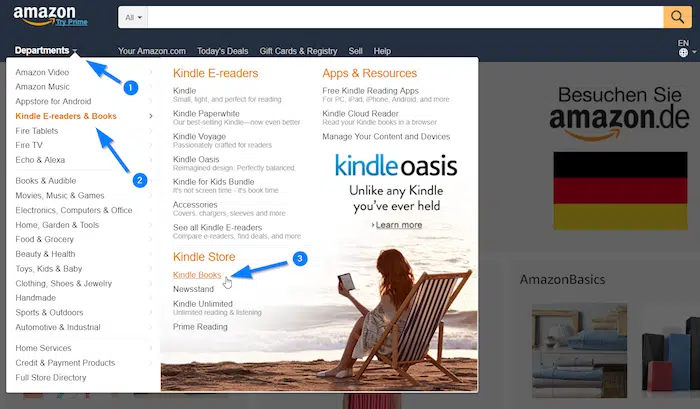 amazon
Try Prime
All
Departments
Your Amazon.com Today's Deals Gift Cards & Registry Sell Help
EN
1
Amazon Video
Amazon Music
Appstore for Android
Kindle E-readers & Books
Fire Tablets
Fire TV
Echo & Alexa
2
Books & Audible
Movies, Music & Games
Electronics, Computers & Office
Home, Garden & Tools
Food & Grocery
Beauty & Health
Toys, Kids & Baby
Clothing, Shoes & Jewelry
Handmade
Sports & Outdoors
Automotive & Industrial
Home Services
Credit & Payment Products
Full Store Directory
Kindle E-readers
Kindle
Small, light, and perfect for reading
Kindle Paperwhite
Our best-selling Kindle—now even better
Kindle Voyage
Passionately crafted for readers
Kindle Oasis
Reimagined design. Perfectly balanced.
Kindle for Kids Bundle
It's not screen time - it's book time
Accessories
Covers, chargers, sleeves and more
See all Kindle E-readers
Compare e-readers, find deals, and more
Kindle Store
Kindle Books
3
Newsstand
Kindle Unlimited
Unlimited reading & listening
Prime Reading
Apps & Resources
Free Kindle Reading Apps
For PC, iPad, iPhone, Android, and more
Kindle Cloud Reader
Read your Kindle books in a browser
Manage Your Content and Devices
kindle oasis
Unlike any Kindle
you've ever held
Learn more
Besuchen Sie
amazon.de
AmazonBasics